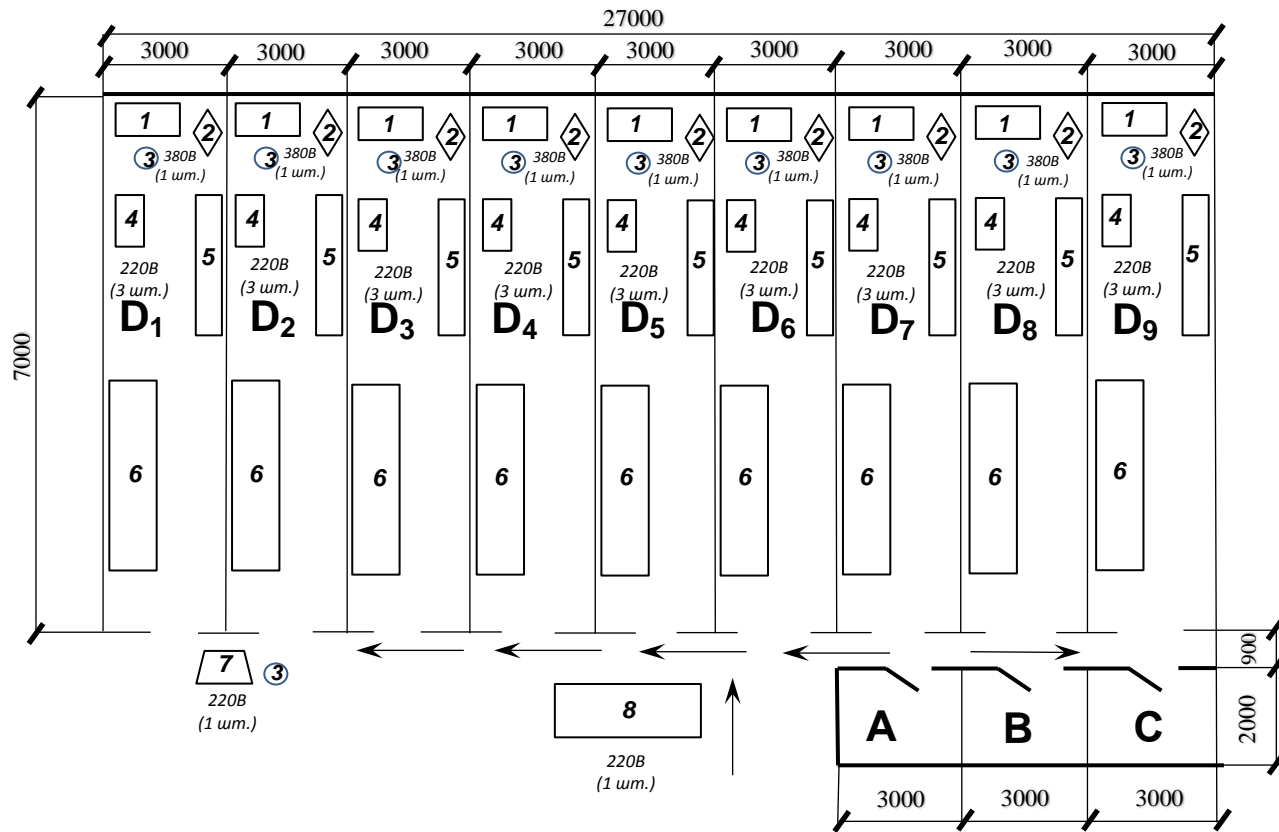 27000
3000 3000 3000 3000 3000 3000 3000 3000 3000
1 2 1 2 1 2 1 2 1 2 1 2 1 2 1 2 1 2
3 380В 3 380В 3 380В 3 380В 3 380В 3 380В 3 380В 3 380В 3 380В
(1 шт.) (1 шт.) (1 шт.) (1 шт.) (1 шт.) (1 шт.) (1 шт.) (1 шт.) (1 шт.)
4 4 4 4 4 4 4 4 4
5 5 5 5 5 5 5 5 5
220В 220В 220В 220В 220В 220В 220В 220В 220В
(3 шт.) (3 шт.) (3 шт.) (3 шт.) (3 шт.) (3 шт.) (3 шт.) (3 шт.) (3 шт.)
D1 D2 D3 D4 D5 D6 D7 D8 D9
7000
6 6 6 6 6 6 6 6 6
900
7 3
220В
(1 шт.)
8
220В
(1 шт.)
A B C
2000
3000 3000 3000